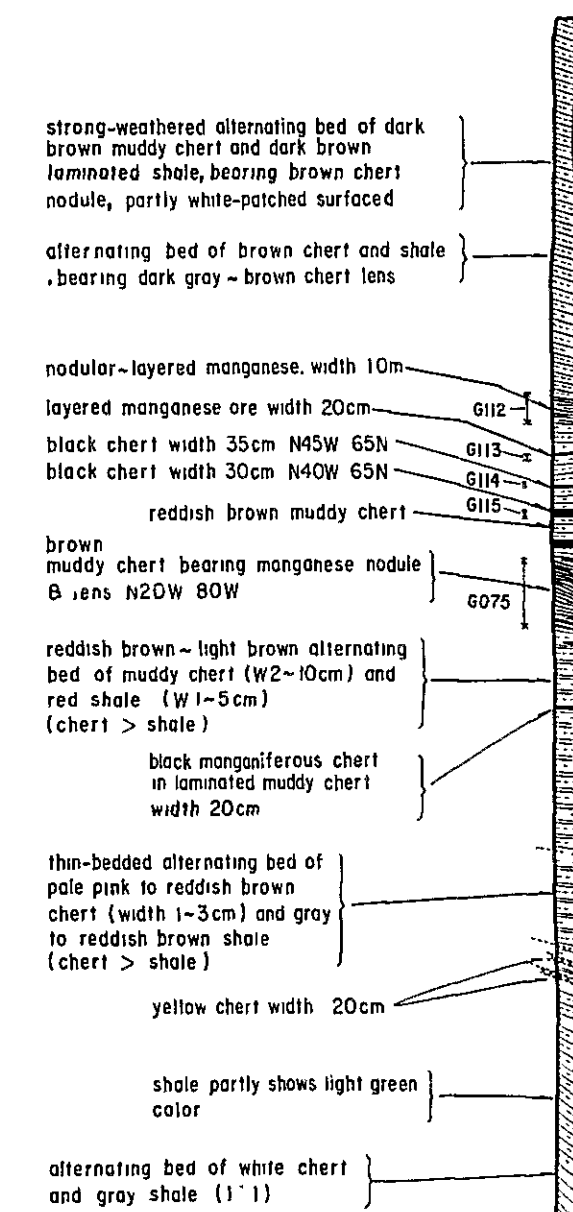 strong-weathered alternating bed of dark
brown muddy chert and dark brown
laminated shale, bearing brown chert
nodule, partly white-patched surfaced
alternating bed of brown chert and shale
.bearing dark gray ~ brown chert lens
nodular~layered manganese. width 10m
layered manganese ore width 20cm
G112
black chert width 35cm N45W 65N
G113
black chert width 30cm N40W 65N
G114
reddish brown muddy chert
G115
brown
muddy chert bearing manganese nodule
N20W 80W
G075
reddish brown ~ light brown alternating
bed of muddy chert (W2~10cm) and
red shale (W1~5cm)
(chert > shale)
black manganiferous chert
in laminated muddy chert
width 20cm
thin-bedded alternating bed of
pale pink to reddish brown
chert (width 1~3cm) and gray
to reddish brown shale
(chert > shale)
yellow chert width 20cm
shale partly shows light green
color
alternating bed of white chert
and gray shale